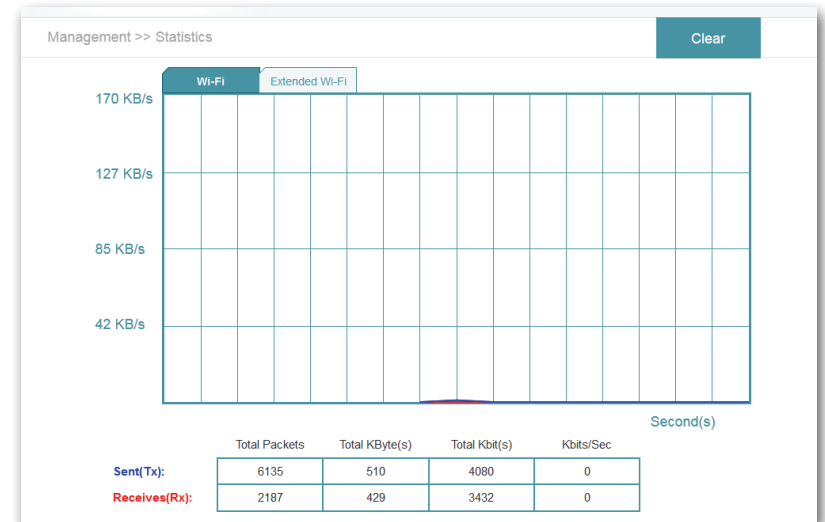 Management >> Statistics
Clear
Wi-Fi
Extended Wi-Fi
170 KB/s
127 KB/s
85 KB/s
42 KB/s
Second(s)
Total Packets Total KByte(s) Total Kbit(s) Kbits/Sec
Sent(Tx): 6135 510 4080 0
Receives(Rx): 2187 429 3432 0